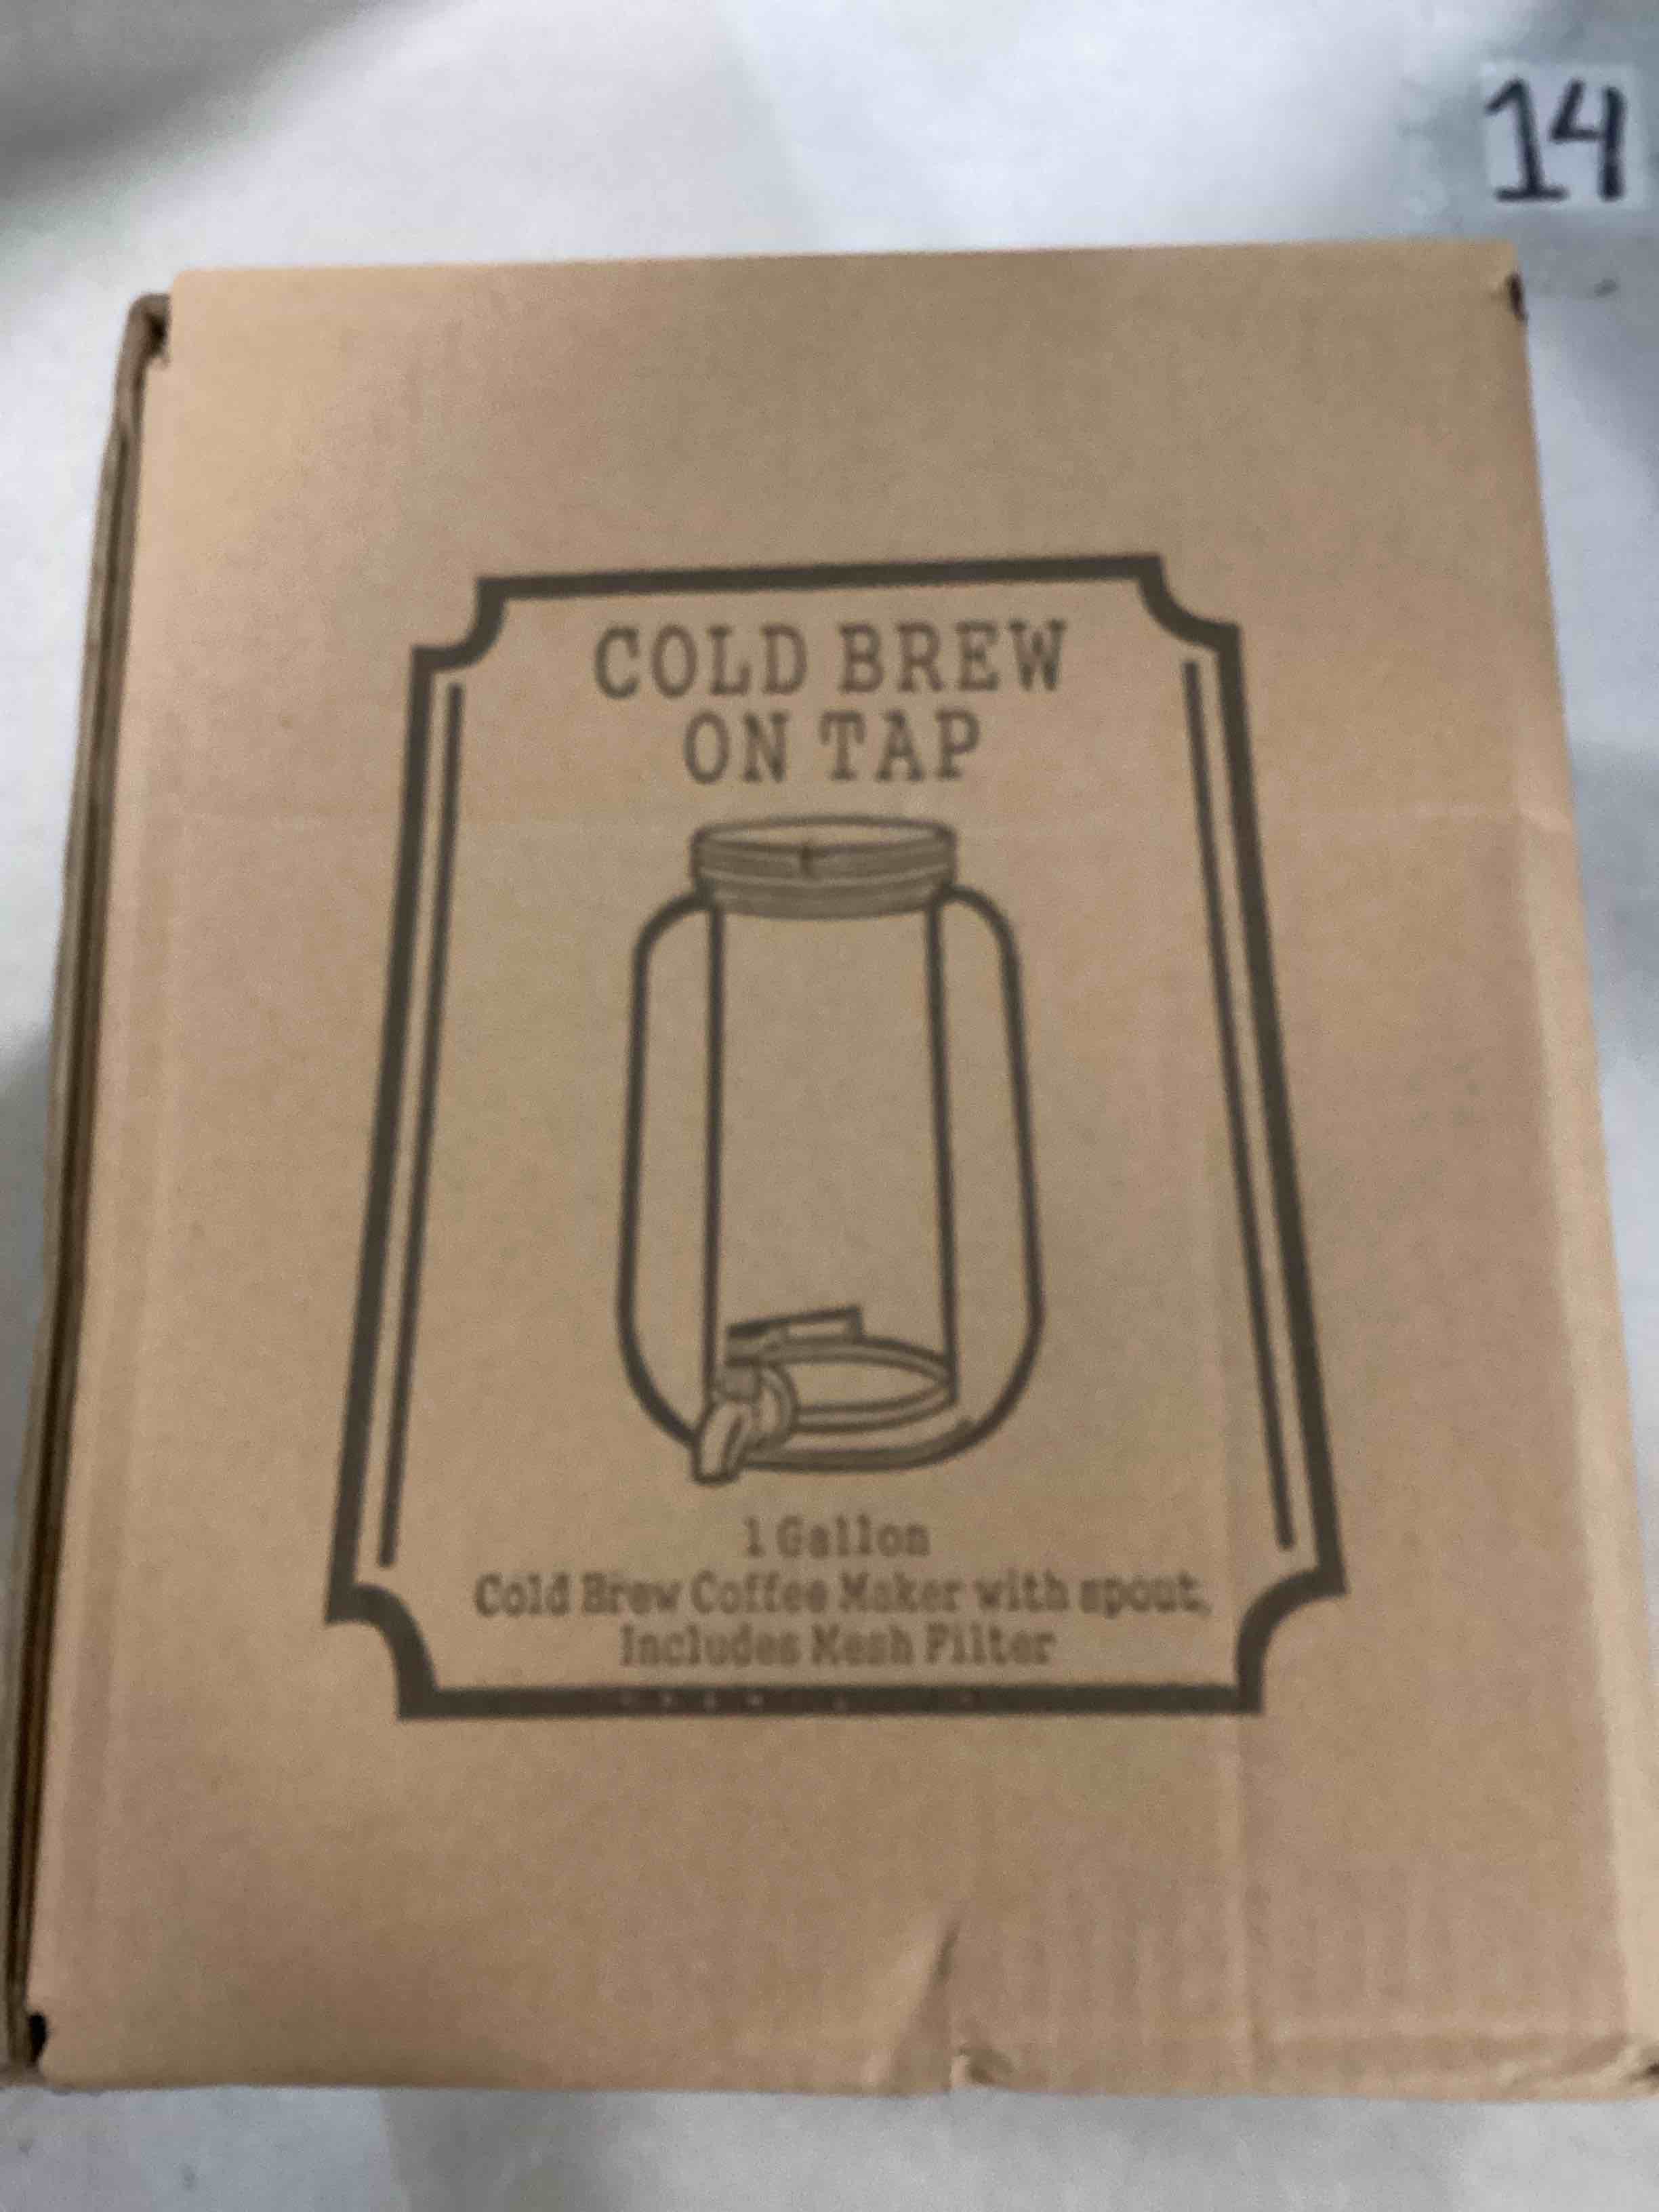 14
COLD BREW
ON TAP
1 Gallon
Cold Brew Coffee Maker with spout,
Includes Mesh Filter